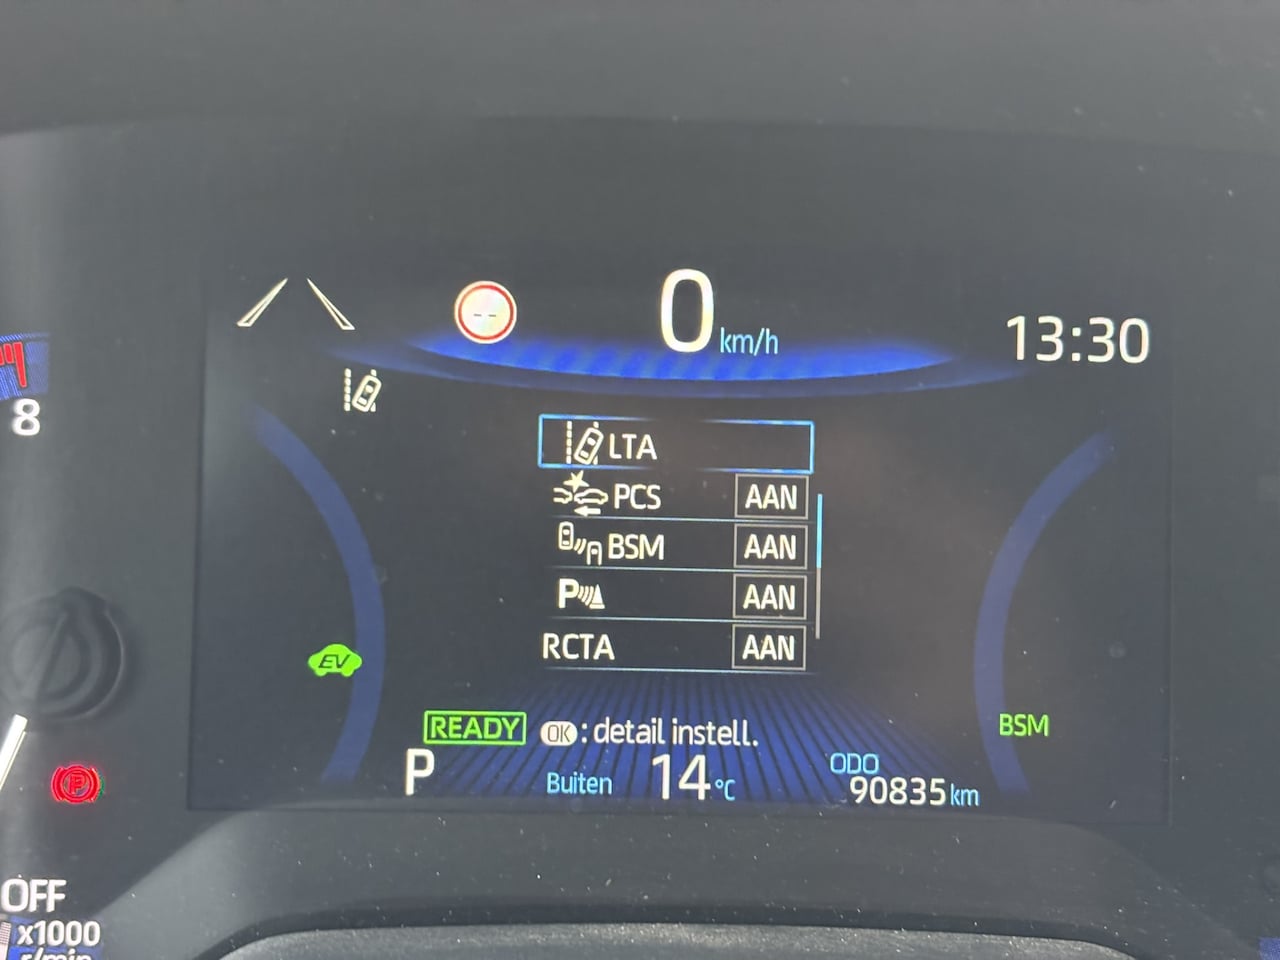 0 km/h
13:30
--
8
LTA
PCS AAN
BSM AAN
P AAN
RCTA AAN
EV
READY OK : detail instell.
BSM
P
Buiten 14 °C
ODO
90835 km
OFF
x1000
r/min